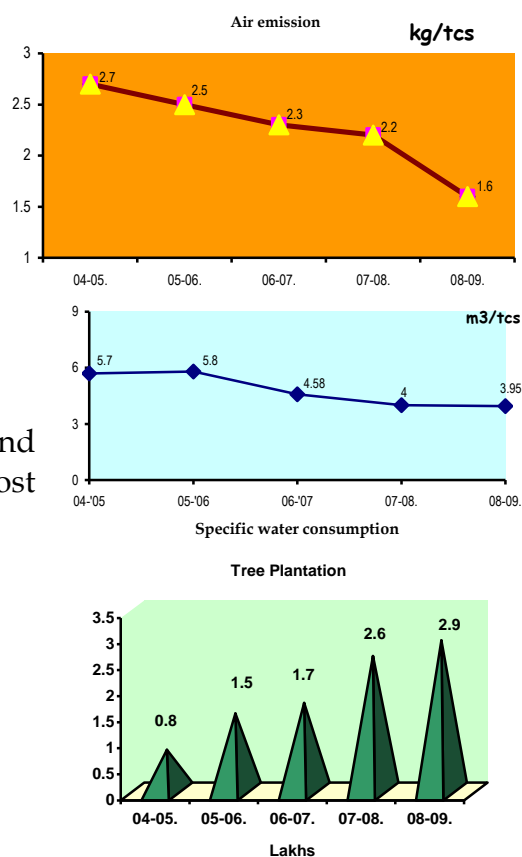 Air emission
kg/tcs
3
2.5
2
1.5
1
2.7
2.5
2.3
2.2
1.6
04-05. 05-06. 06-07. 07-08. 08-09.
m3/tcs
9
6
3
0
5.7
5.8
4.58
4
3.95
04-'05 05-'06 06-'07 07-08. 08-09.
nd
ost
Specific water consumption
Tree Plantation
3.5
3
2.5
2
1.5
1
0.5
0
0.8
1.5
1.7
2.6
2.9
04-05. 05-06. 06-07. 07-08. 08-09.
Lakhs